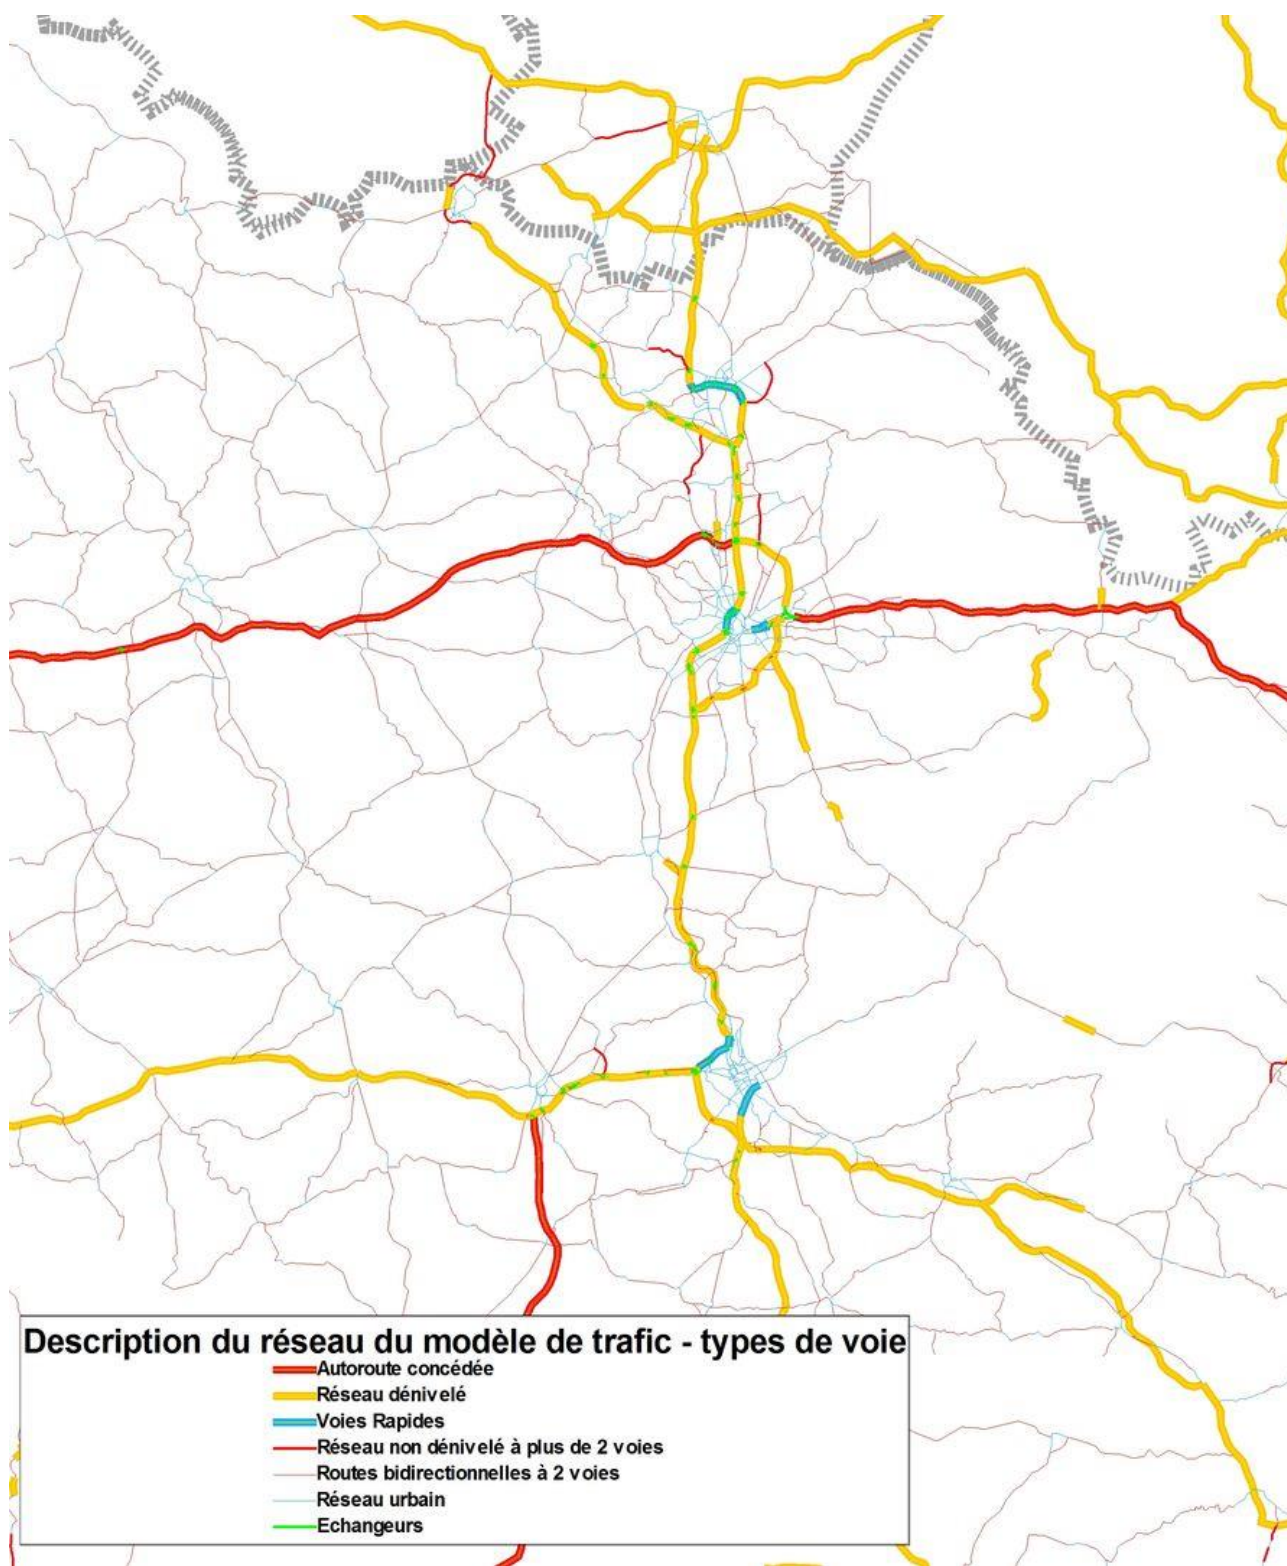 Description du réseau du modèle de trafic - types de voie
Autoroute concédée
Réseau dénivelé
Voies Rapides
Réseau non dénivelé à plus de 2 voies
Routes bidirectionnelles à 2 voies
Réseau urbain
Echangeurs